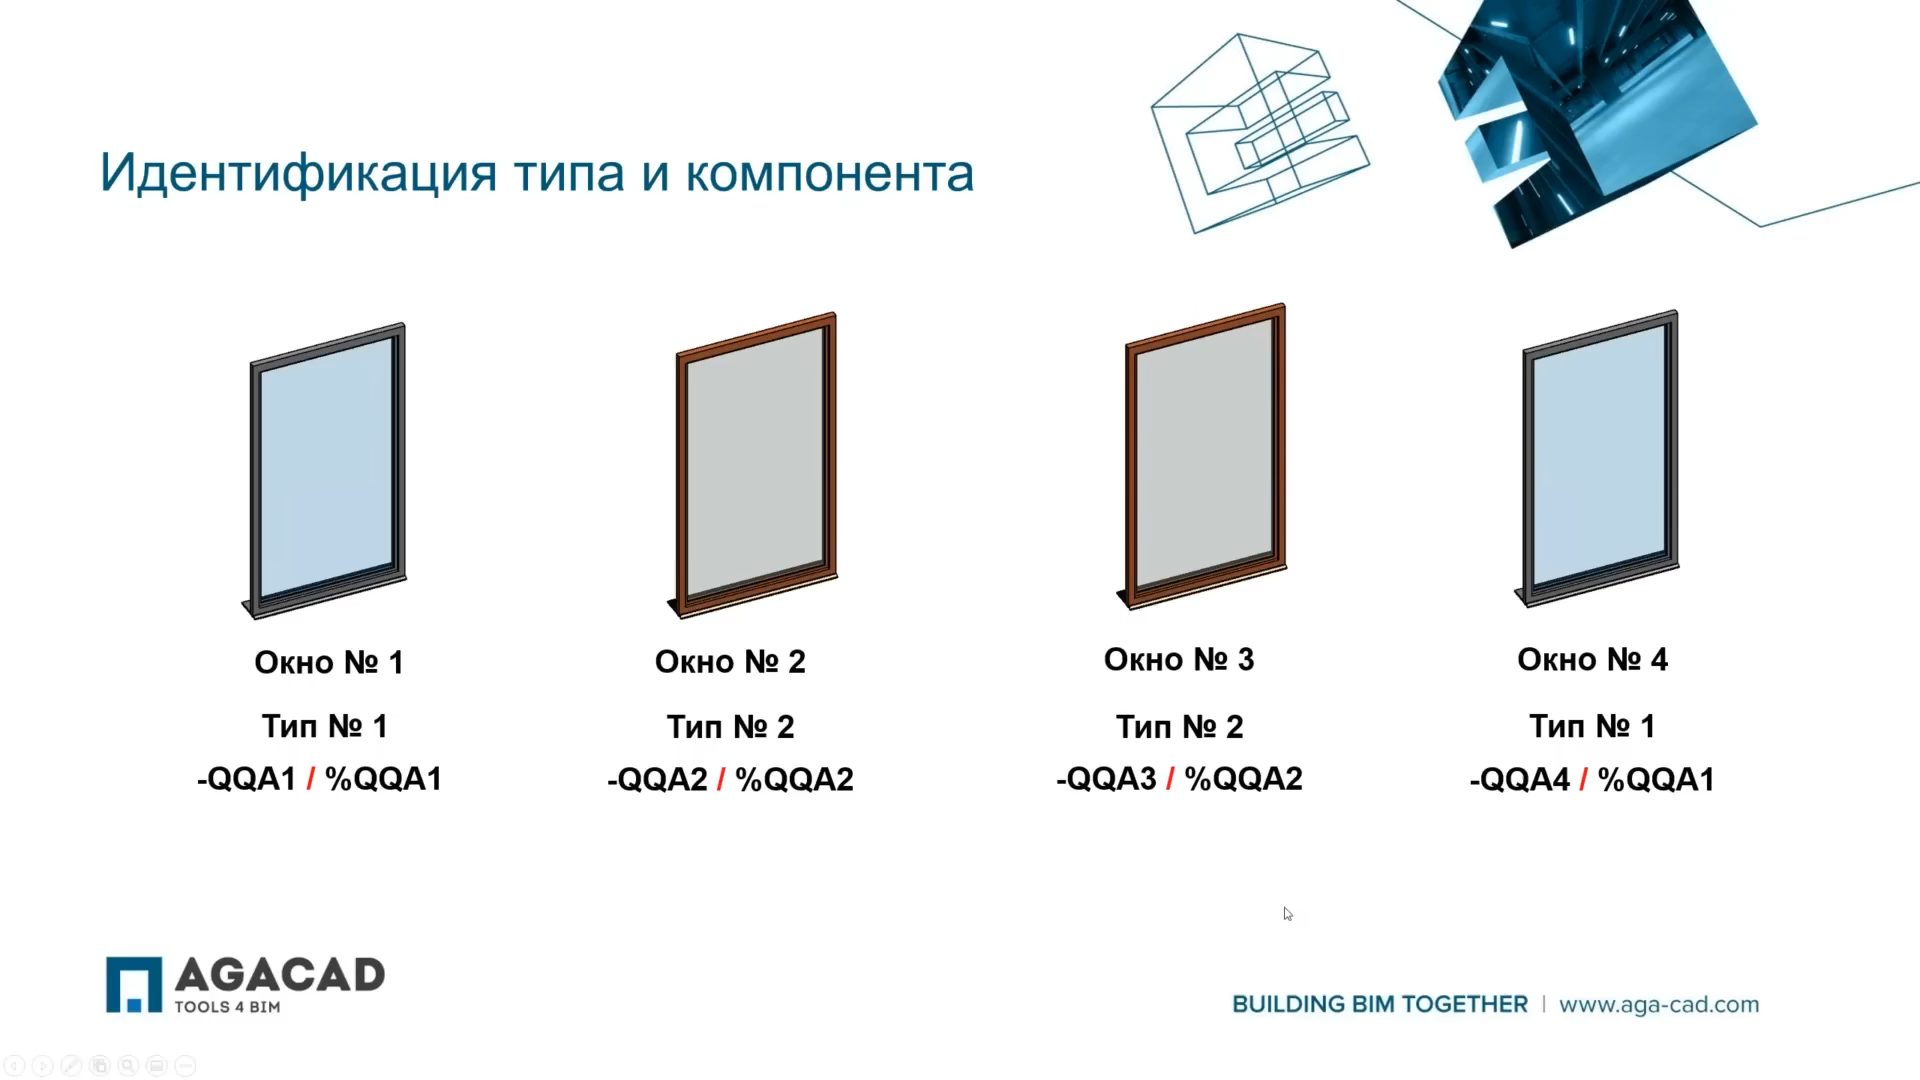 Идентификация типа и компонента
Окно № 1
Тип № 1
-QQA1 / %QQA1
Окно № 2
Тип № 2
-QQA2 / %QQA2
Окно № 3
Тип № 2
-QQA3 / %QQA2
Окно № 4
Тип № 1
-QQA4 / %QQA1
AGACAD
TOOLS 4 BIM
BUILDING BIM TOGETHER | www.aga-cad.com